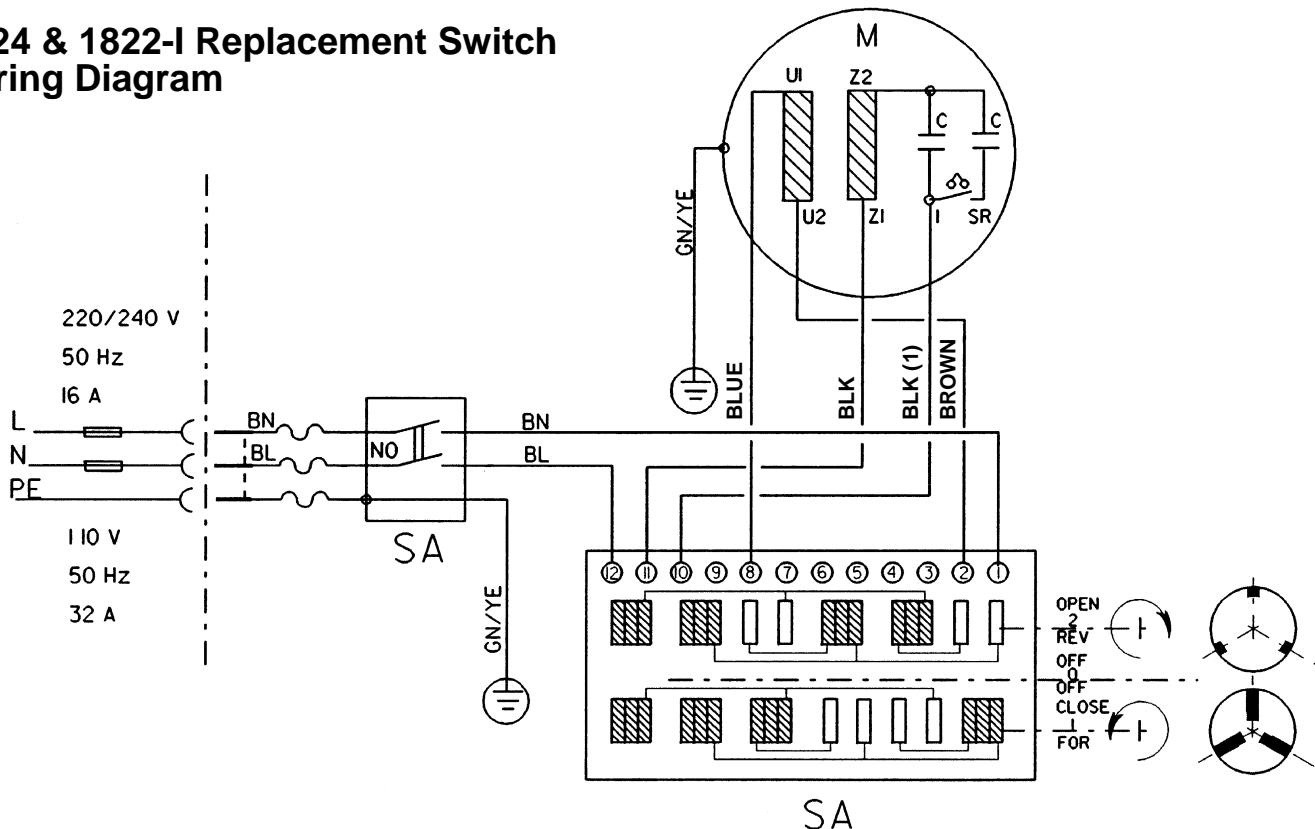 24 & 1822-I Replacement Switch
ring Diagram
M
U1 Z2
C C
U2 Z1 1 SR
GN/YE
220/240 V
50 Hz
16 A
BLUE
BLK
BLK (1)
BROWN
L
BN
BN
N
BL
NO
BL
PE
SA
110 V
50 Hz
32 A
GN/YE
12 11 10 9 8 7 6 5 4 3 2 1
OPEN
2
REV
OFF
0
OFF
CLOSE
1
FOR
SA